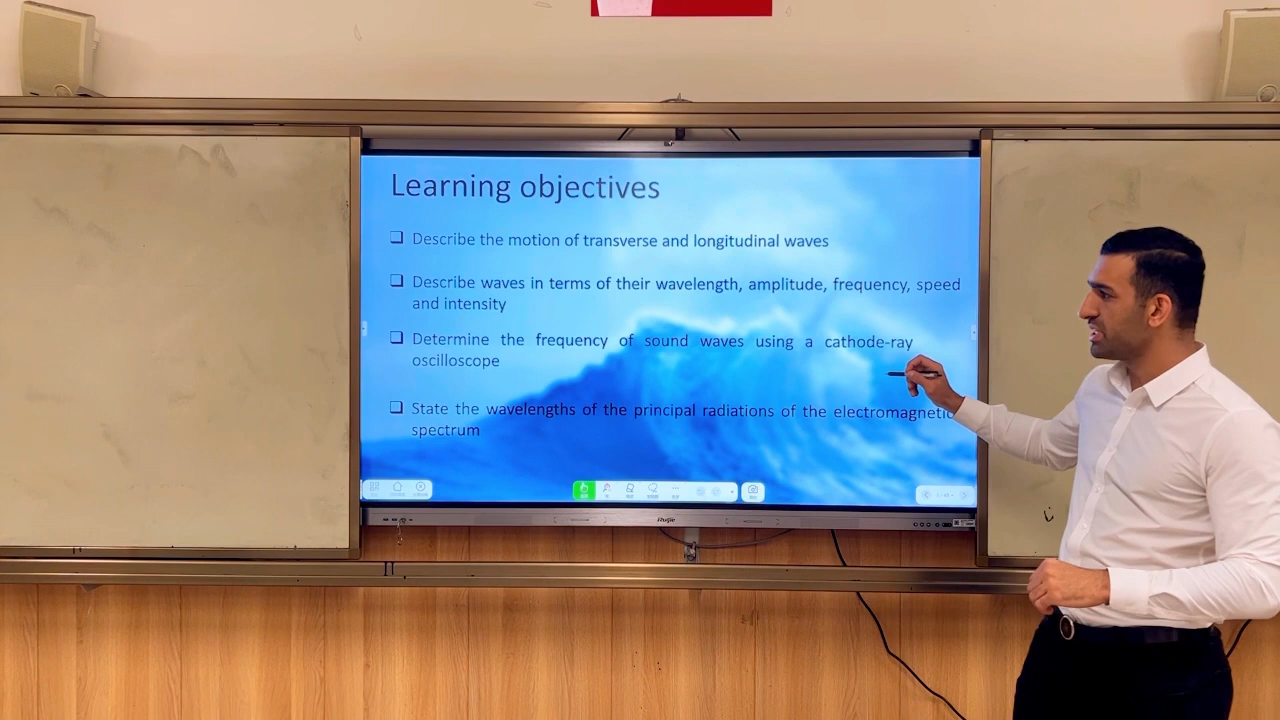 Learning objectives
❑ Describe the motion of transverse and longitudinal waves
❑ Describe waves in terms of their wavelength, amplitude, frequency, speed
and intensity
❑ Determine the frequency of sound waves using a cathode-ray
oscilloscope
❑ State the wavelengths of the principal radiations of the electromagnetic
spectrum
Ruijie